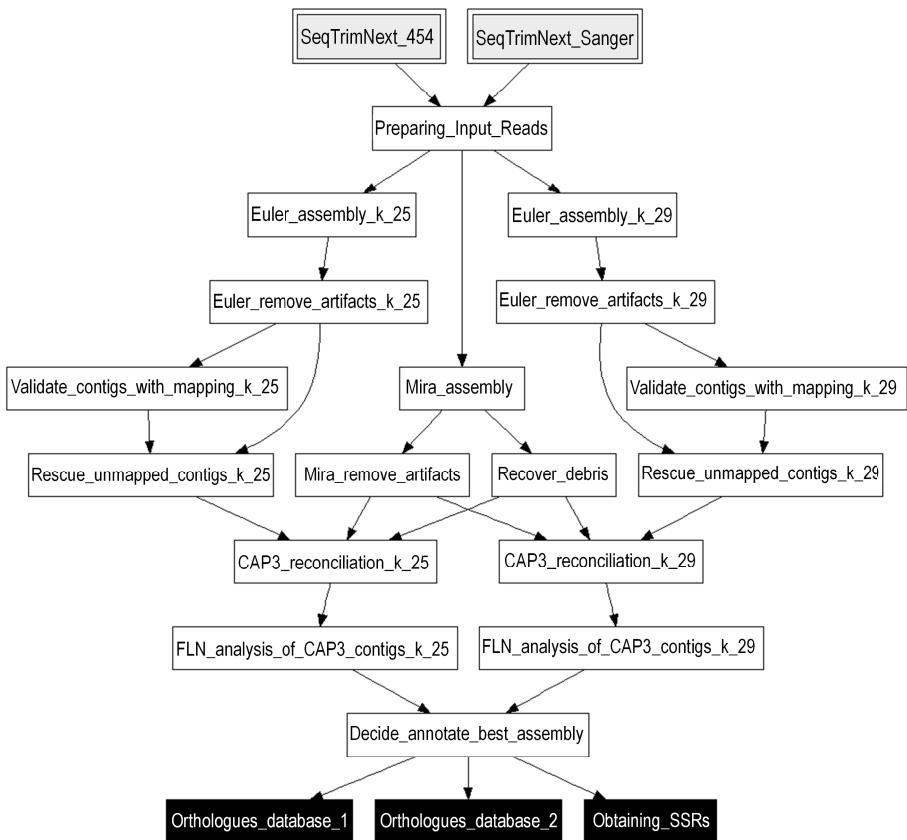 SeqTrimNext_454
SeqTrimNext_Sanger
Preparing_Input_Reads
Euler_assembly_k_25
Euler_assembly_k_29
Euler_remove_artifacts_k_25
Euler_remove_artifacts_k_29
Validate_contigs_with_mapping_k_25
Mira_assembly
Validate_contigs_with_mapping_k_29
Rescue_unmapped_contigs_k_25
Mira_remove_artifacts
Recover_debris
Rescue_unmapped_contigs_k_29
CAP3_reconciliation_k_25
CAP3_reconciliation_k_29
FLN_analysis_of_CAP3_contigs_k_25
FLN_analysis_of_CAP3_contigs_k_29
Decide_annotate_best_assembly
Orthologues_database_1
Orthologues_database_2
Obtaining_SSRs